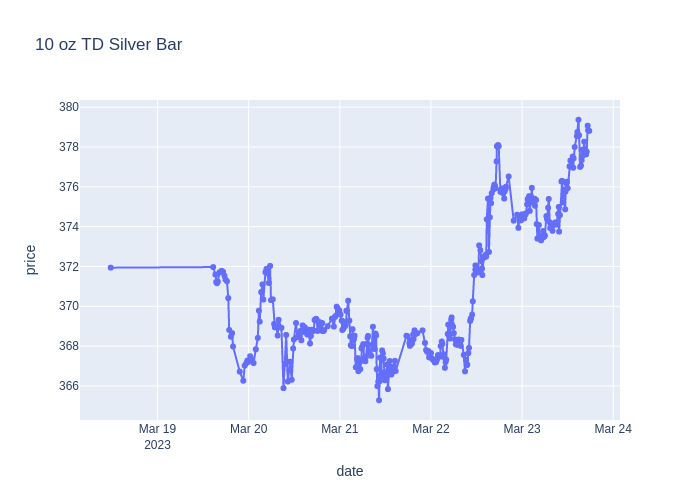 10 oz TD Silver Bar
380
378
376
374
372
370
368
366
price
Mar 19
2023
Mar 20
Mar 21
Mar 22
Mar 23
Mar 24
date